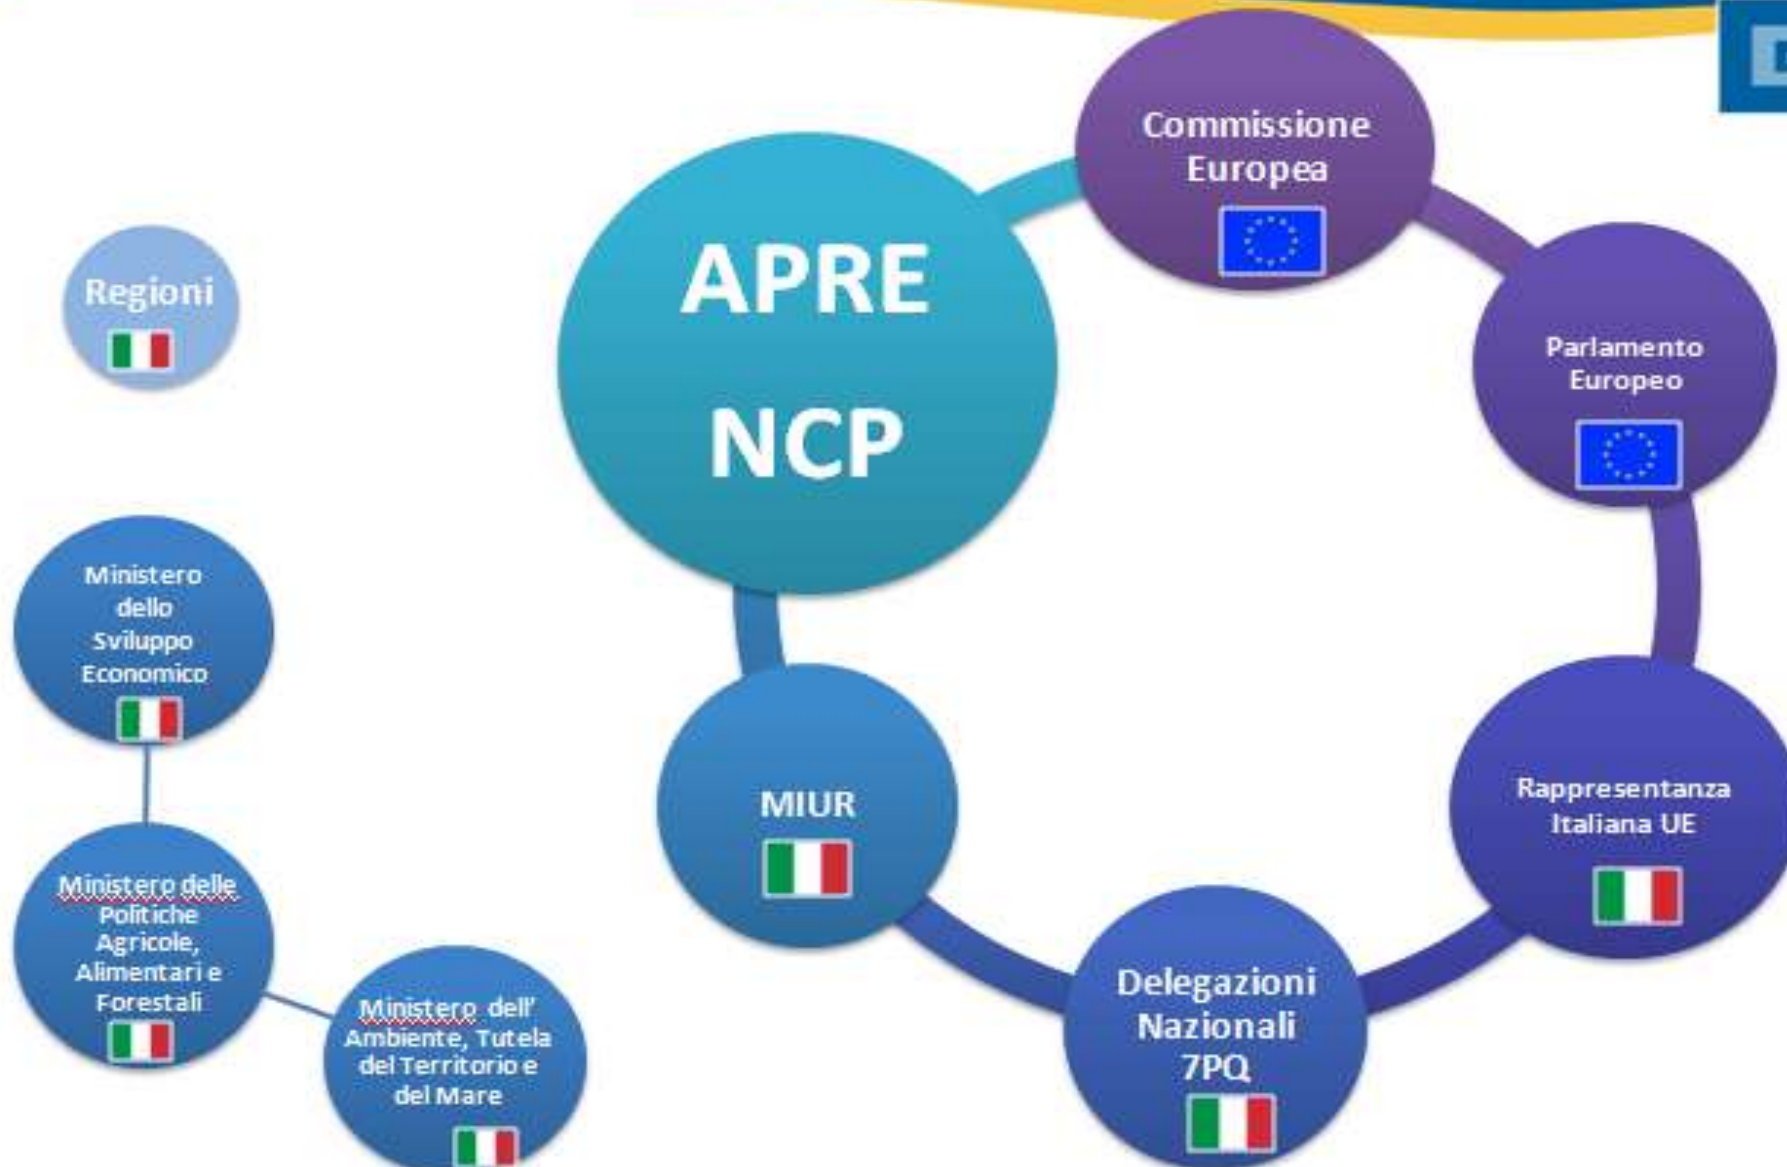 Commissione
Europea
APRE
NCP
Regioni
Parlamento
Europeo
Ministero
dello
Sviluppo
Economico
MIUR
Rappresentanza
Italiana UE
Ministero delle
Politiche
Agricole,
Alimentari e
Forestali
Delegazioni
Nazionali
7PQ
Ministero dell'
Ambiente, Tutela
del Territorio e
del Mare